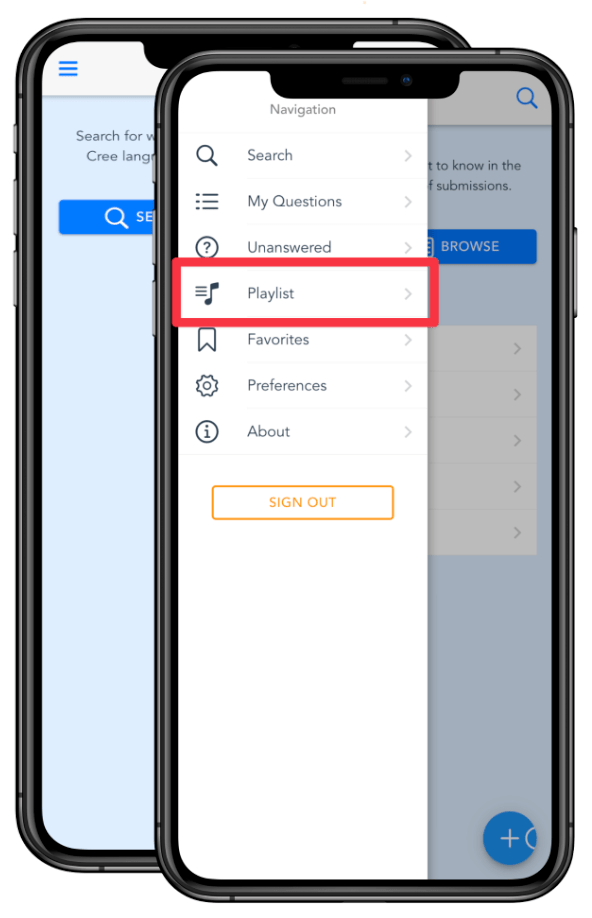 Search for w
Cree langr
SE
Navigation
Search
My Questions
Unanswered
Playlist
Favorites
Preferences
About
SIGN OUT
t to know in the
f submissions.
BROWSE